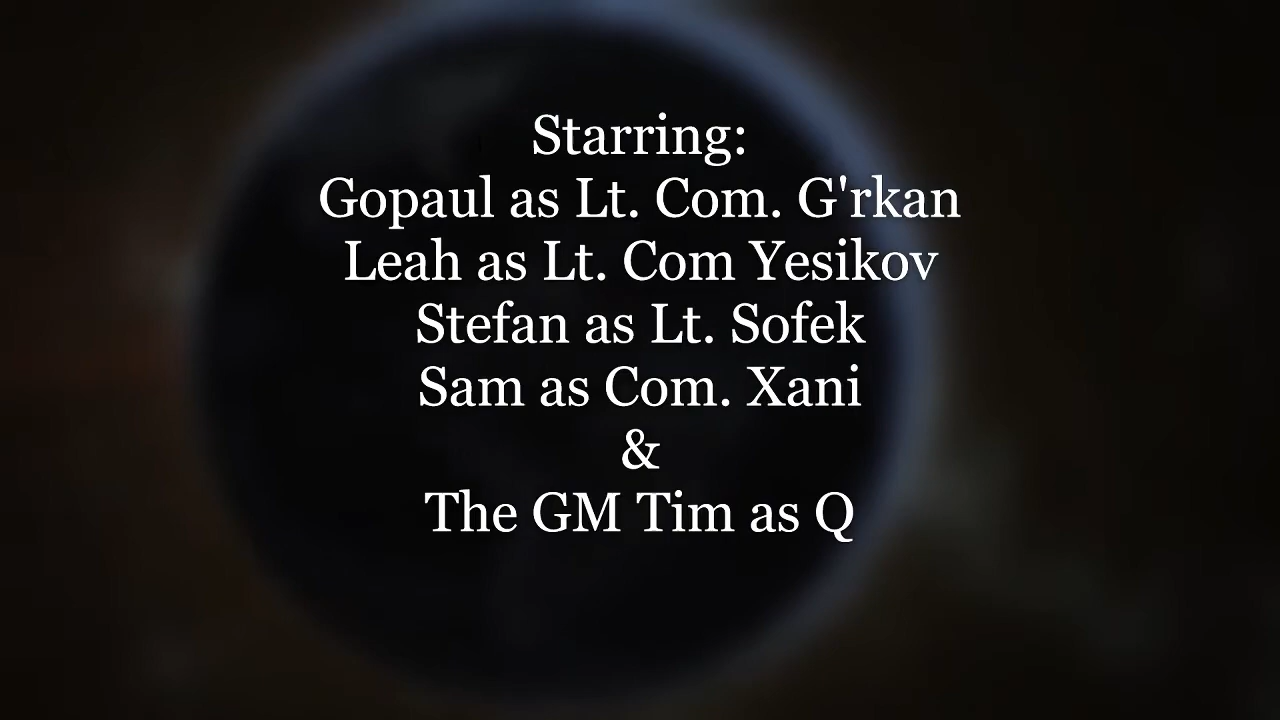 Starring:
Gopaul as Lt. Com. G'rkan
Leah as Lt. Com Yesikov
Stefan as Lt. Sofek
Sam as Com. Xani
&
The GM Tim as Q